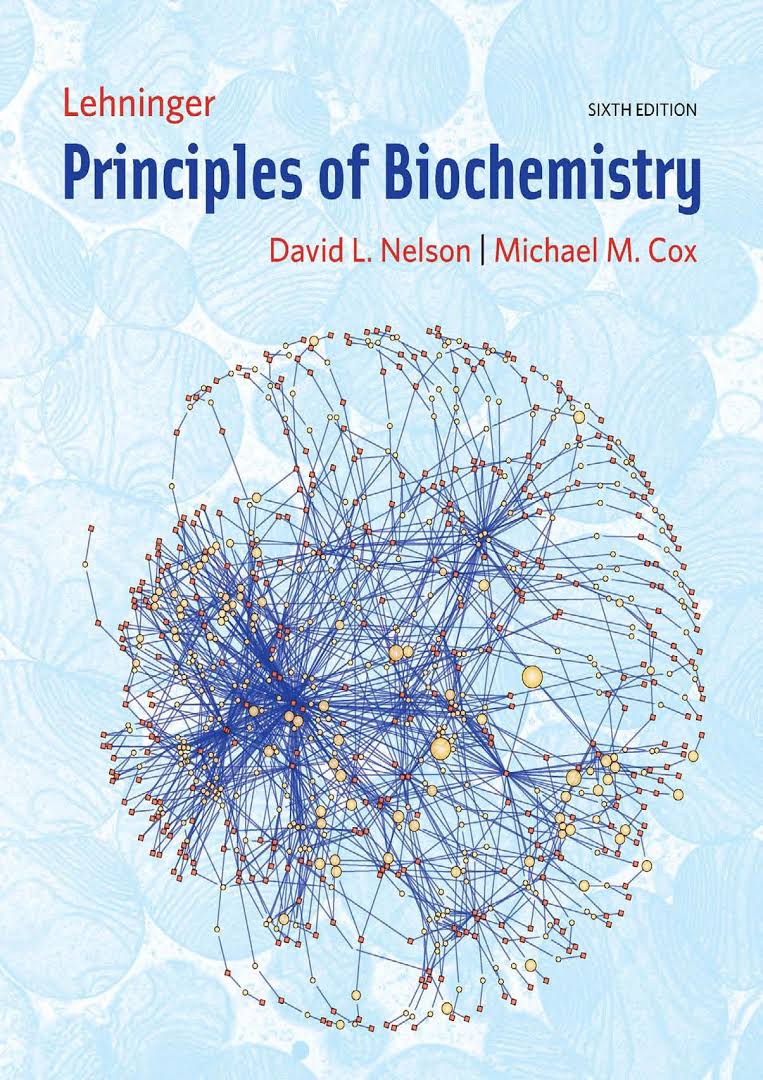 Lehninger
SIXTH EDITION
Principles of Biochemistry
David L. Nelson | Michael M. Cox